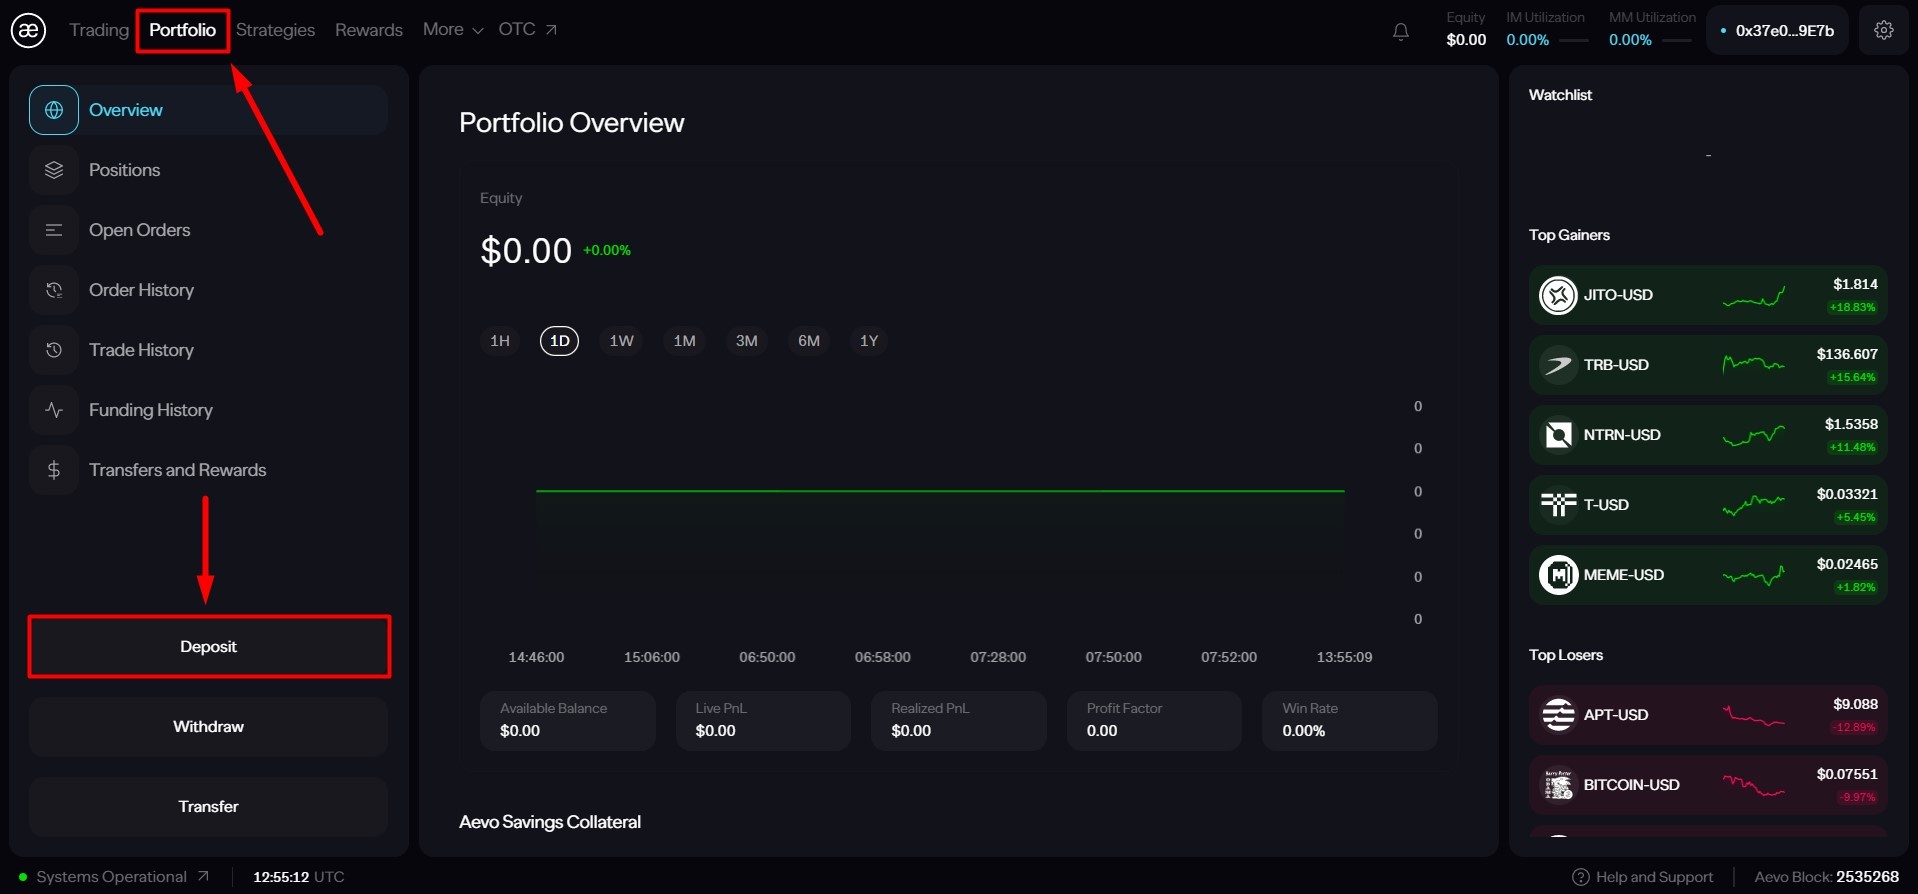 æ Trading Portfolio Strategies Rewards More OTC
Equity IM Utilization MM Utilization
$0.00 0.00% 0.00% 0x37e0...9E7b
Overview
Positions
Open Orders
Order History
Trade History
Funding History
Transfers and Rewards
Deposit
Withdraw
Transfer
Portfolio Overview
Equity
$0.00 +0.00%
1H 1D 1W 1M 3M 6M 1Y
0
0
0
0
0
0
14:46:00 15:06:00 06:50:00 06:58:00 07:28:00 07:50:00 07:52:00 13:55:09
Available Balance Live PnL Realized PnL Profit Factor Win Rate
$0.00 $0.00 $0.00 0.00 0.00%
Aevo Savings Collateral
Watchlist
-
Top Gainers
JITO-USD $1.814
+18.83%
TRB-USD $136.607
+15.64%
NTRN-USD $1.5358
+11.48%
T-USD $0.03321
+5.45%
MEME-USD $0.02465
+1.82%
Top Losers
APT-USD $9.088
-12.89%
BITCOIN-USD $0.07551
-9.97%
Systems Operational 12:55:12 UTC
Help and Support Aevo Block: 2535268